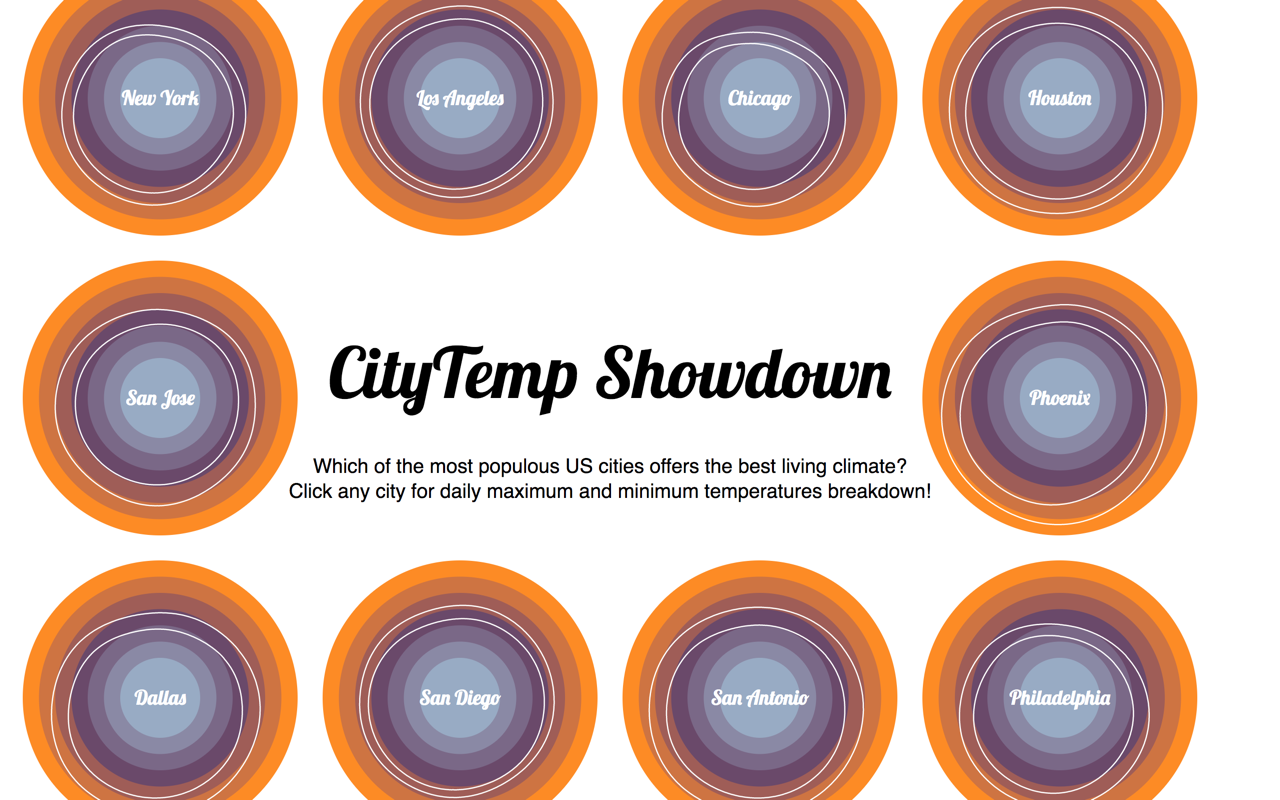 New York
Los Angeles
Chicago
Houston
San Jose
CityTemp Showdown
Phoenix
Which of the most populous US cities offers the best living climate?
Click any city for daily maximum and minimum temperatures breakdown!
Dallas
San Diego
San Antonio
Philadelphia